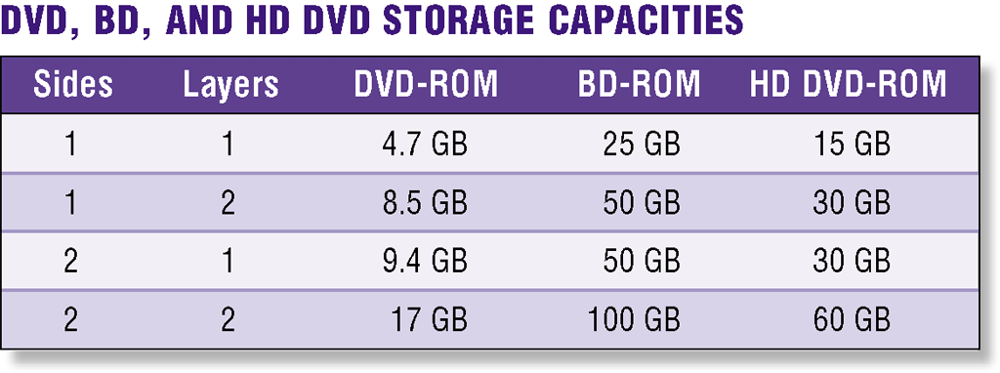 DVD, BD, AND HD DVD STORAGE CAPACITIES
Sides Layers DVD-ROM BD-ROM HD DVD-ROM
1 1 4.7 GB 25 GB 15 GB
1 2 8.5 GB 50 GB 30 GB
2 1 9.4 GB 50 GB 30 GB
2 2 17 GB 100 GB 60 GB